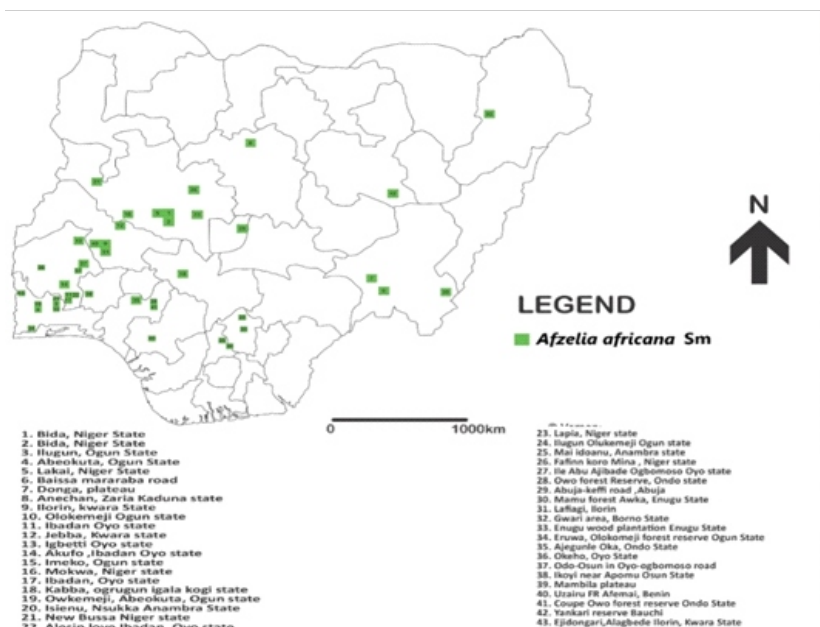 N
LEGEND
Afzelia africana Sm
0 1000km
1. Bida, Niger State
2. Bida, Niger State
3. Ilugun, Ogun State
4. Abeokuta, Ogun State
5. Lakai, Niger State
6. Baissa mararaba road
7. Donga, plateau
8. Anechan, Zaria Kaduna state
9. Ilorin, kwara State
10. Olokemeji Ogun state
11. Ibadan Oyo state
12. Jebba, Kwara state
13. Igbetti Oyo state
14. Akufo ,Ibadan Oyo state
15. Imeko, Ogun state
16. Mokwa, Niger state
17. Ibadan, Oyo state
18. Kabba, ogrugun igala kogi state
19. Owkemeji, Abeokuta, Ogun state
20. Isienu, Nsukka Anambra State
21. New Bussa Niger state
23. Lapia, Niger state
24. Ilugun Olukemeji Ogun state
25. Mai idoanu, Anambra state
26. Fafinn koro Mina , Niger state
27. Ile Abu Ajibade Ogbomoso Oyo state
28. Owo forest Reserve, Ondo state
29. Abuja-keffi road ,Abuja
30. Mamu forest Awka, Enugu State
31. Lafiagi, Ilorin
32. Gwari area, Borno State
33. Enugu wood plantation Enugu State
34. Eruwa, Olokomeji forest reserve Ogun State
35. Ajegunle Oka, Ondo State
36. Okeho, Oyo State
37. Odo-Osun in Oyo-ogbomoso road
38. Ikoyi near Apomu Osun State
39. Mambila plateau
40. Uzairu FR Afemai, Benin
41. Coupe Owo forest reserve Ondo State
42. Yankari reserve Bauchi
43. Ejidongari,Alagbede Ilorin, Kwara State